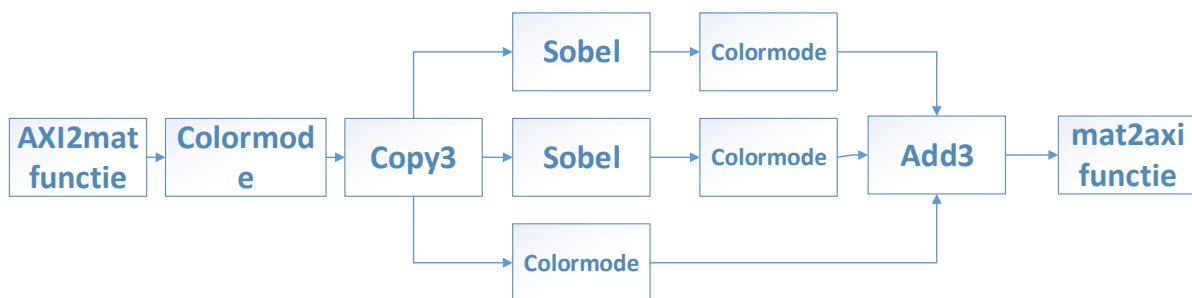 Sobel
Colormode
AXI2mat
functie
Colormod
e
Copy3
Sobel
Colormode
Add3
mat2axi
functie
Colormode